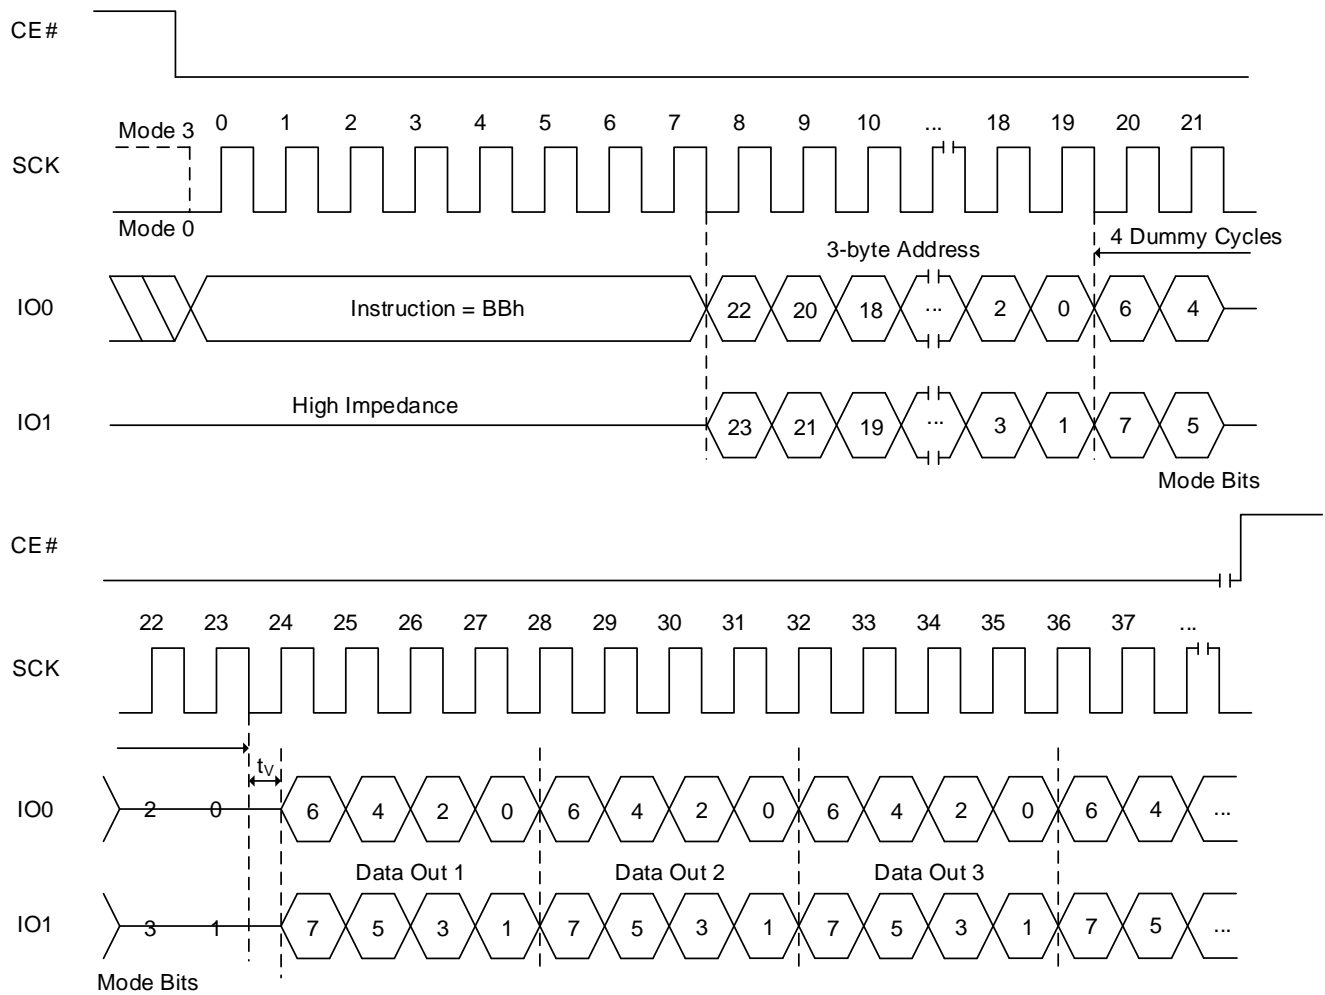 CE#
Mode 3 0 1 2 3 4 5 6 7 8 9 10 ... 18 19 20 21
SCK
Mode 0
3-byte Address 4 Dummy Cycles
IO0 Instruction = BBh 22 20 18 ... 2 0 6 4
High Impedance
IO1 23 21 19 ... 3 1 7 5
Mode Bits
CE#
22 23 24 25 26 27 28 29 30 31 32 33 34 35 36 37 ...
SCK
tV
IO0 2 0 6 4 2 0 6 4 2 0 6 4 2 0 6 4 ...
Data Out 1 Data Out 2 Data Out 3
IO1 3 1 7 5 3 1 7 5 3 1 7 5 3 1 7 5 ...
Mode Bits